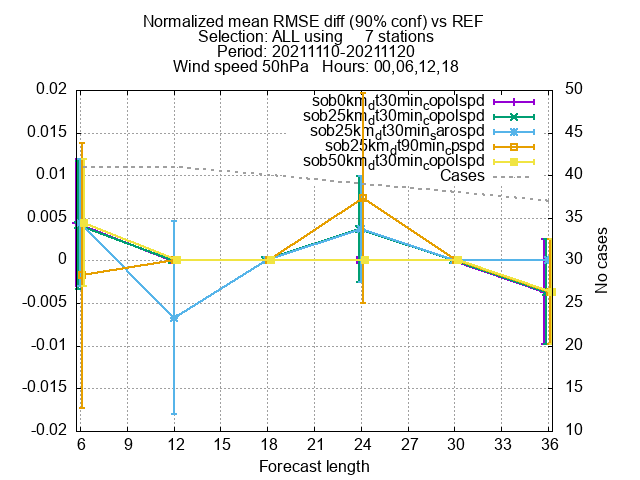 Normalized mean RMSE diff (90% conf) vs REF
Selection: ALL using     7 stations
Period: 20211110-20211120
Wind speed 50hPa   Hours: 00,06,12,18
0.02
0.015
0.01
0.005
0
-0.005
-0.01
-0.015
-0.02
50
45
40
35
30
25
20
15
10
sob0km_dt30min_copolspd
sob25km_dt30min_copolspd
sob25km_dt30min_sarospd
sob25km_dt90min_cpspd
sob50km_dt30min_copolspd
Cases
No cases
6 9 12 15 18 21 24 27 30 33 36
Forecast length